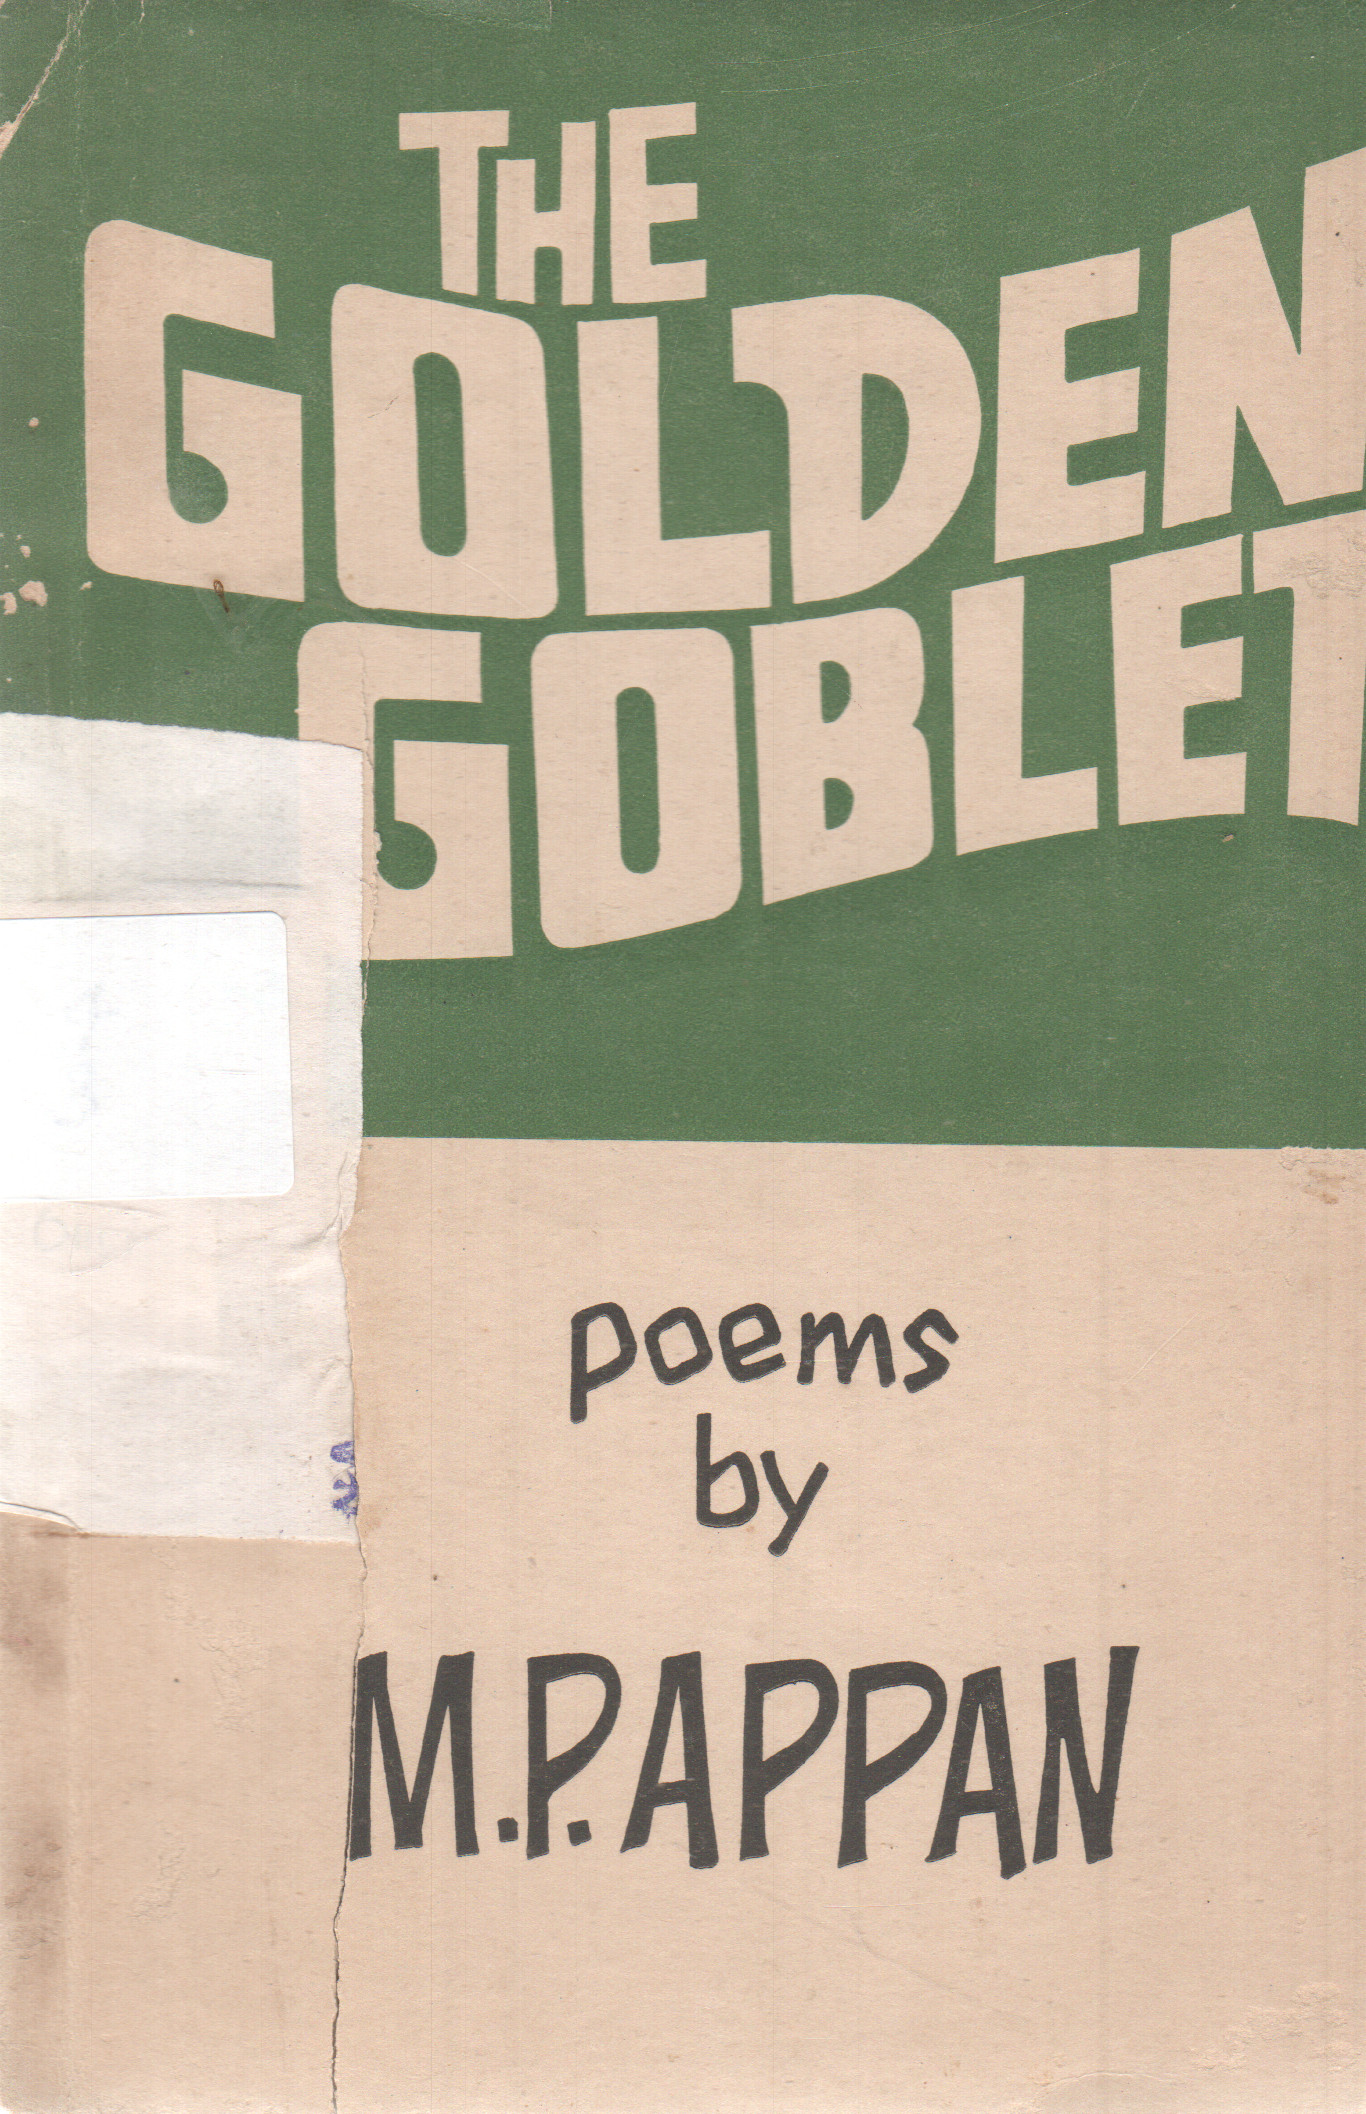 THE
GOLDEN
GOBLET
poems
by
M.P.APPAN